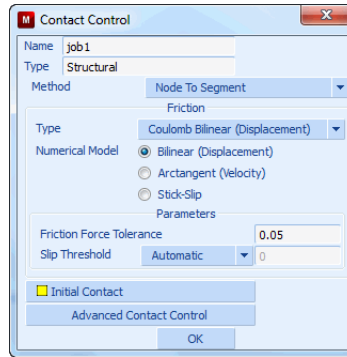 M Contact Control X
Name job1
Type Structural
Method Node To Segment
Friction
Type Coulomb Bilinear (Displacement)
Numerical Model Bilinear (Displacement)
Arctangent (Velocity)
Stick-Slip
Parameters
Friction Force Tolerance 0.05
Slip Threshold Automatic 0
Initial Contact
Advanced Contact Control
OK